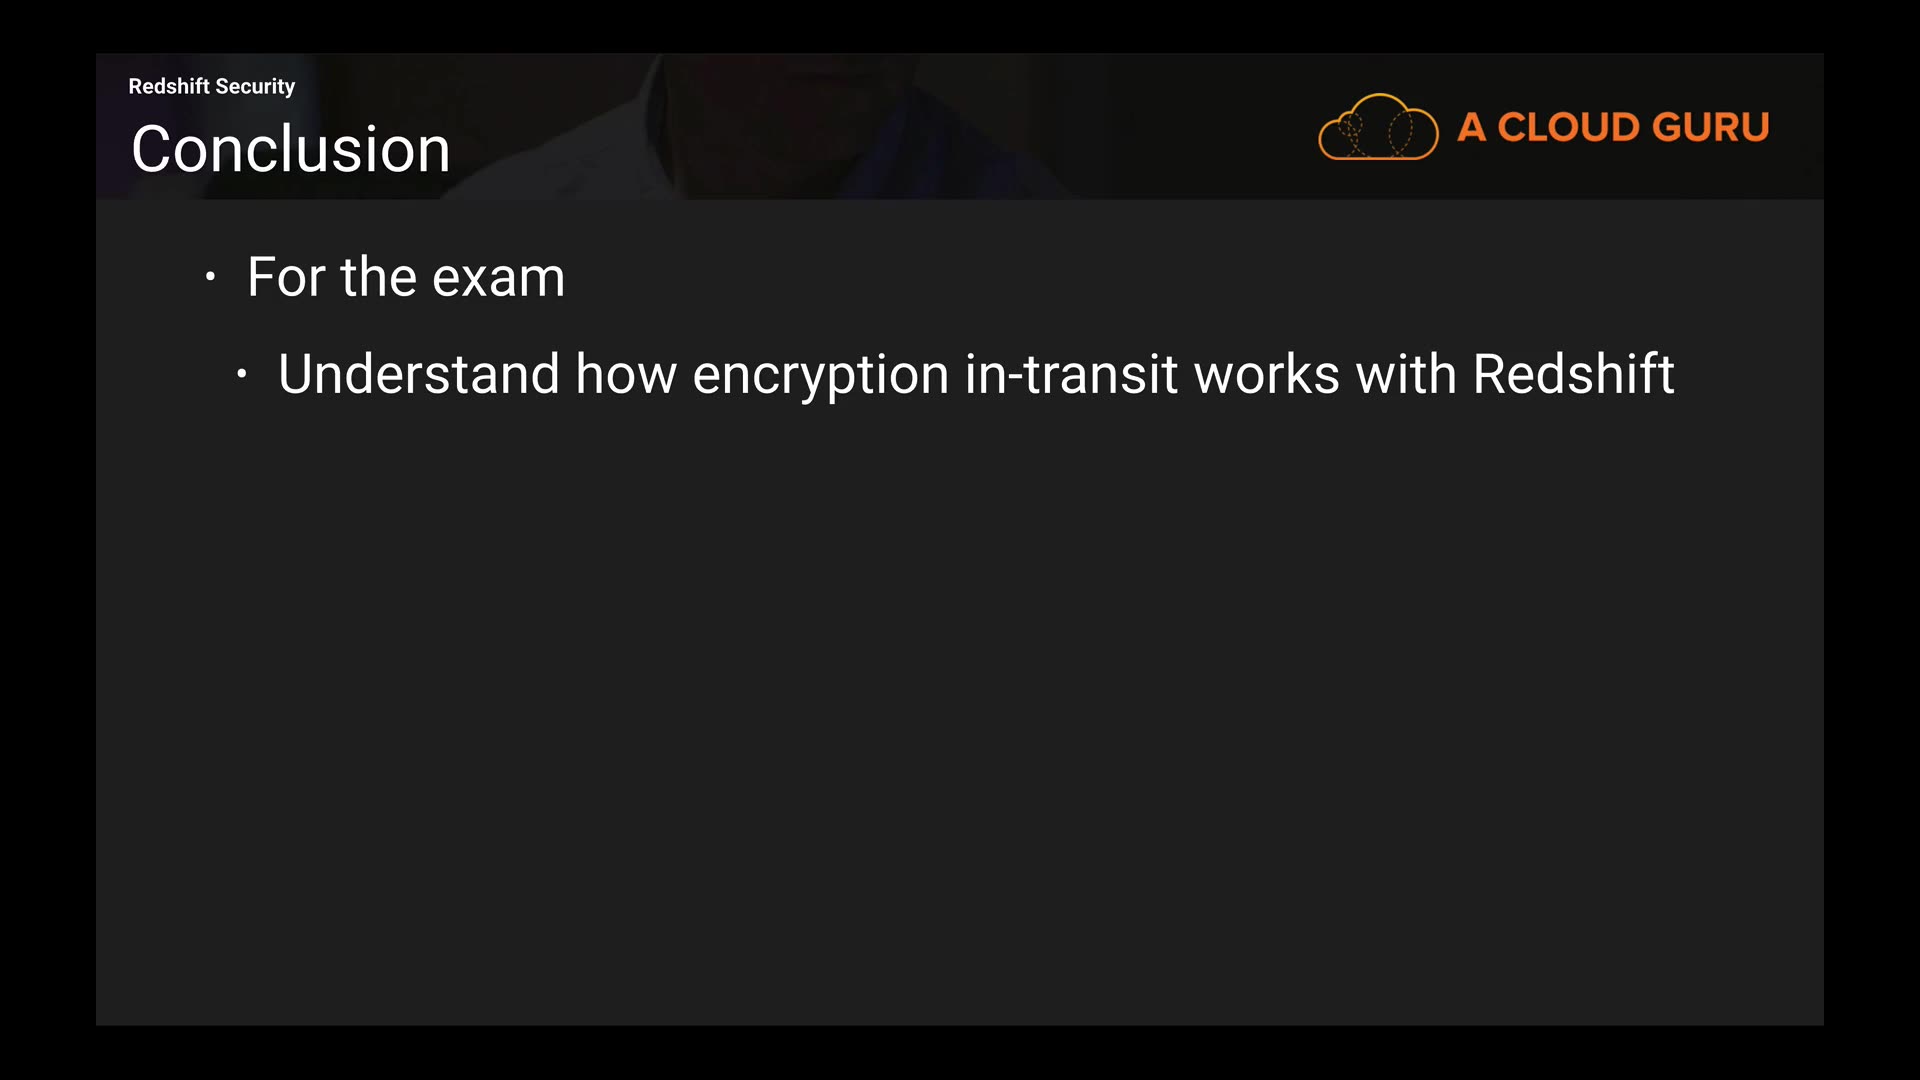 Redshift Security
Conclusion
A CLOUD GURU
• For the exam
• Understand how encryption in-transit works with Redshift